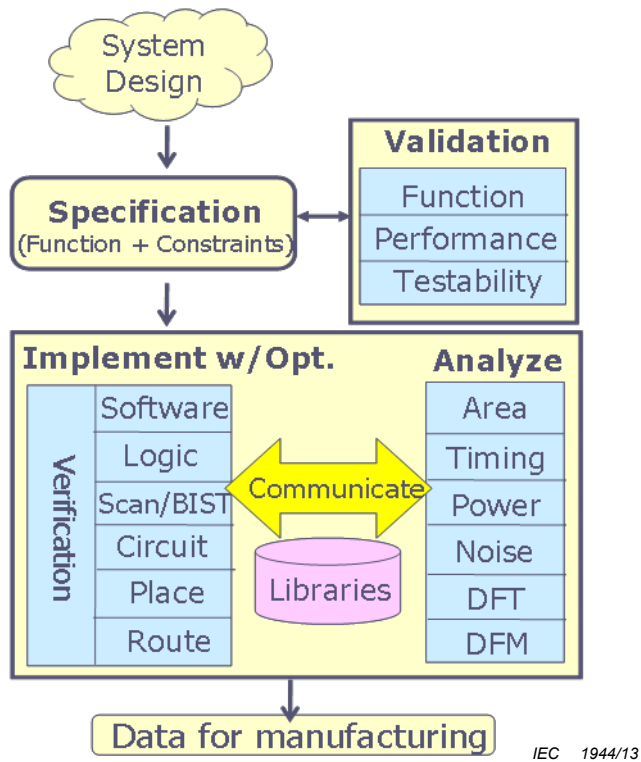 System
Design
Validation
Function
Performance
Testability
Specification
(Function + Constraints)
Implement w/Opt.
Analyze
Verification
Software
Logic
Scan/BIST
Circuit
Place
Route
Communicate
Libraries
Area
Timing
Power
Noise
DFT
DFM
Data for manufacturing
IEC 1944/13